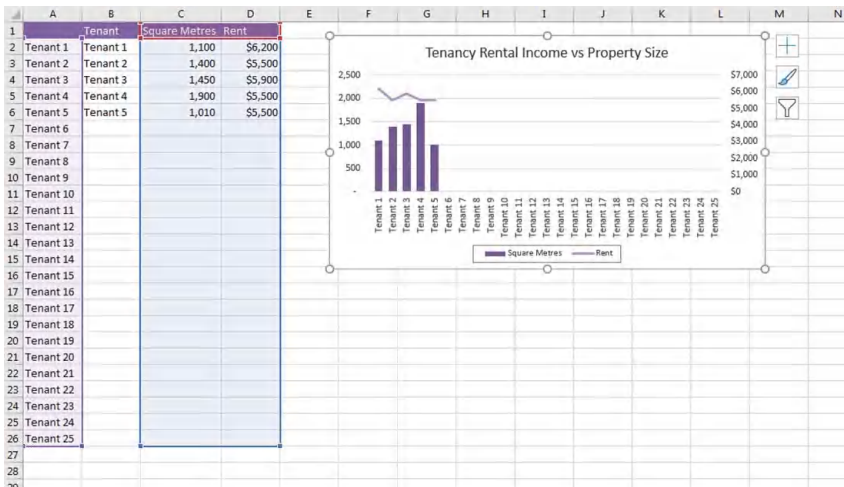 A B C D E F G H I J K L M N
1 Tenant Square Metres Rent
2 Tenant 1 Tenant 1 1,100 $6,200
3 Tenant 2 Tenant 2 1,400 $5,500
4 Tenant 3 Tenant 3 1,450 $5,900
5 Tenant 4 Tenant 4 1,900 $5,500
6 Tenant 5 Tenant 5 1,010 $5,500
7 Tenant 6
8 Tenant 7
9 Tenant 8
10 Tenant 9
11 Tenant 10
12 Tenant 11
13 Tenant 12
14 Tenant 13
15 Tenant 14
16 Tenant 15
17 Tenant 16
18 Tenant 17
19 Tenant 18
20 Tenant 19
21 Tenant 20
22 Tenant 21
23 Tenant 22
24 Tenant 23
25 Tenant 24
26 Tenant 25
27
28
Tenancy Rental Income vs Property Size
2,500
2,000
1,500
1,000
500
-
$7,000
$6,000
$5,000
$4,000
$3,000
$2,000
$1,000
$0
Tenant 1
Tenant 2
Tenant 3
Tenant 4
Tenant 5
Tenant 6
Tenant 7
Tenant 8
Tenant 9
Tenant 10
Tenant 11
Tenant 12
Tenant 13
Tenant 14
Tenant 15
Tenant 16
Tenant 17
Tenant 18
Tenant 19
Tenant 20
Tenant 21
Tenant 22
Tenant 23
Tenant 24
Tenant 25
Square Metres Rent